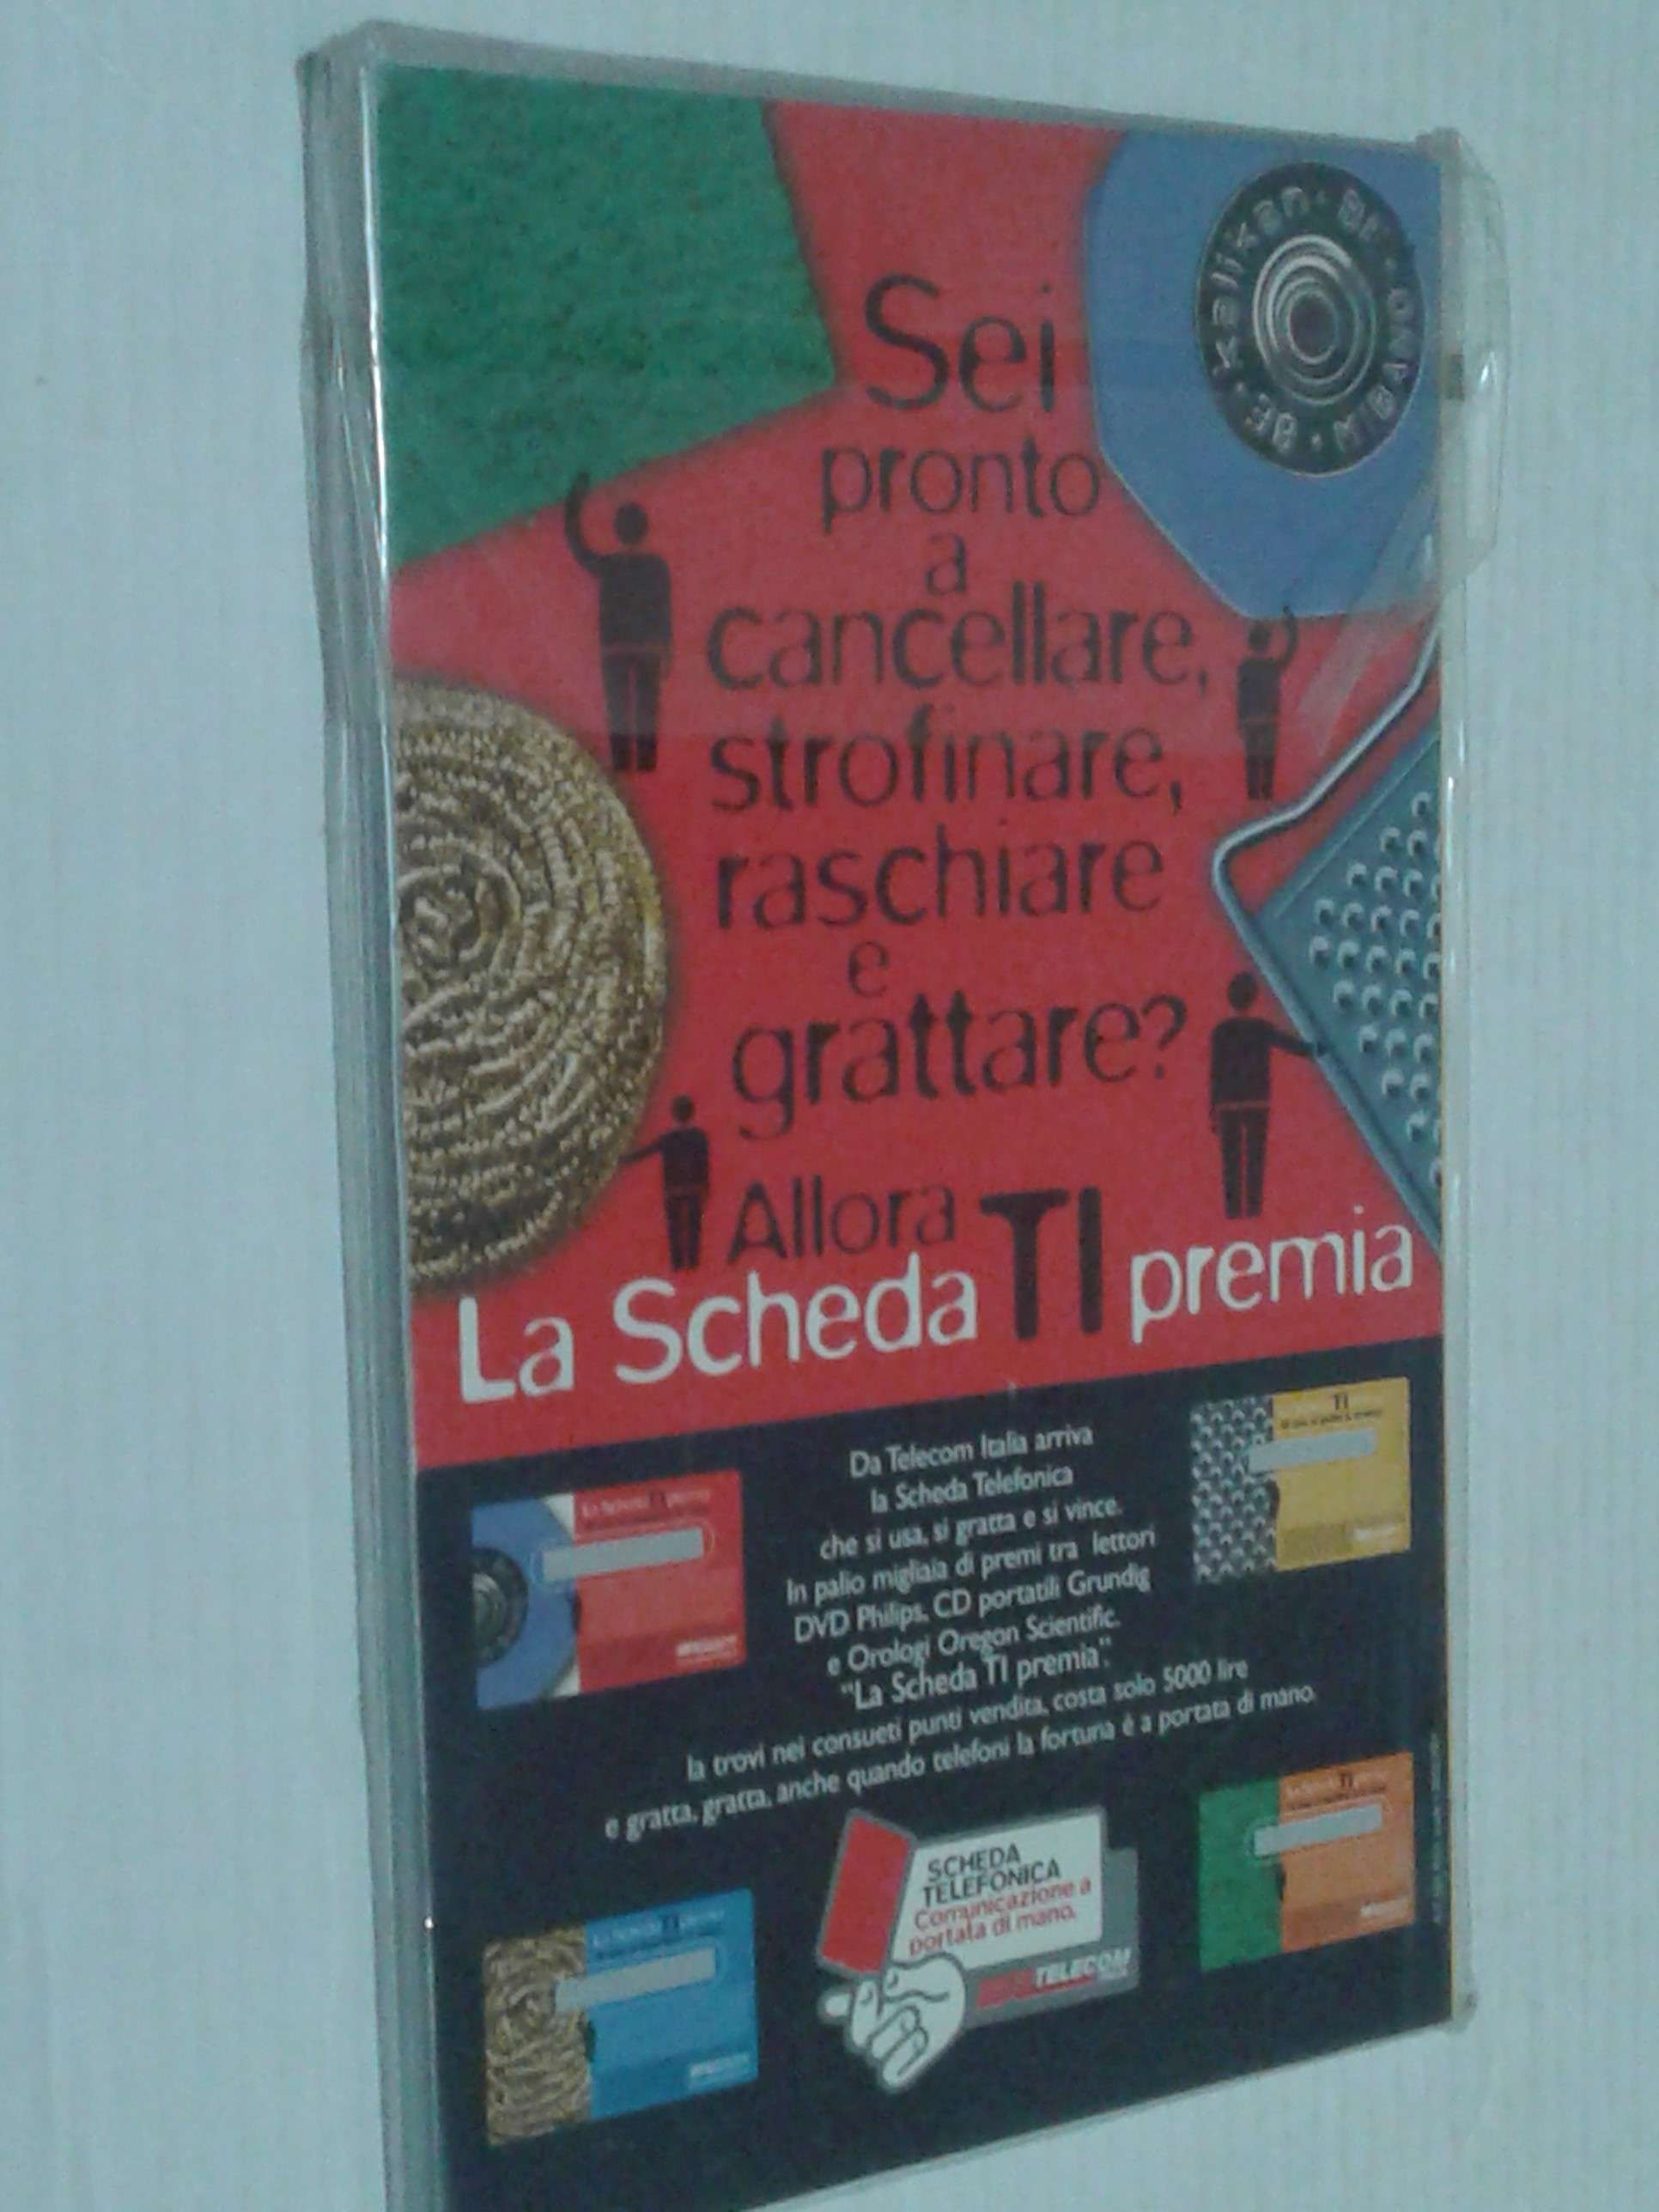 Sei
pronto
a
cancellare,
strofinare,
raschiare
e
grattare?
Allora
La Scheda TI premia
Da Telecom Italia arriva
la Scheda Telefonica
che si usa, si gratta e si vince.
In palio migliaia di premi tra lettori
DVD Philips, CD portatili Grundig
e Orologi Oregon Scientific.
"La Scheda TI premia".
la trovi nei consueti punti vendita, costa solo 5000 lire
e gratta, gratta, anche quando telefoni la fortuna è a portata di mano.
TI
TI
SCHEDA
TELEFONICA
Comunicazione a
portata di mano.
TELECOM